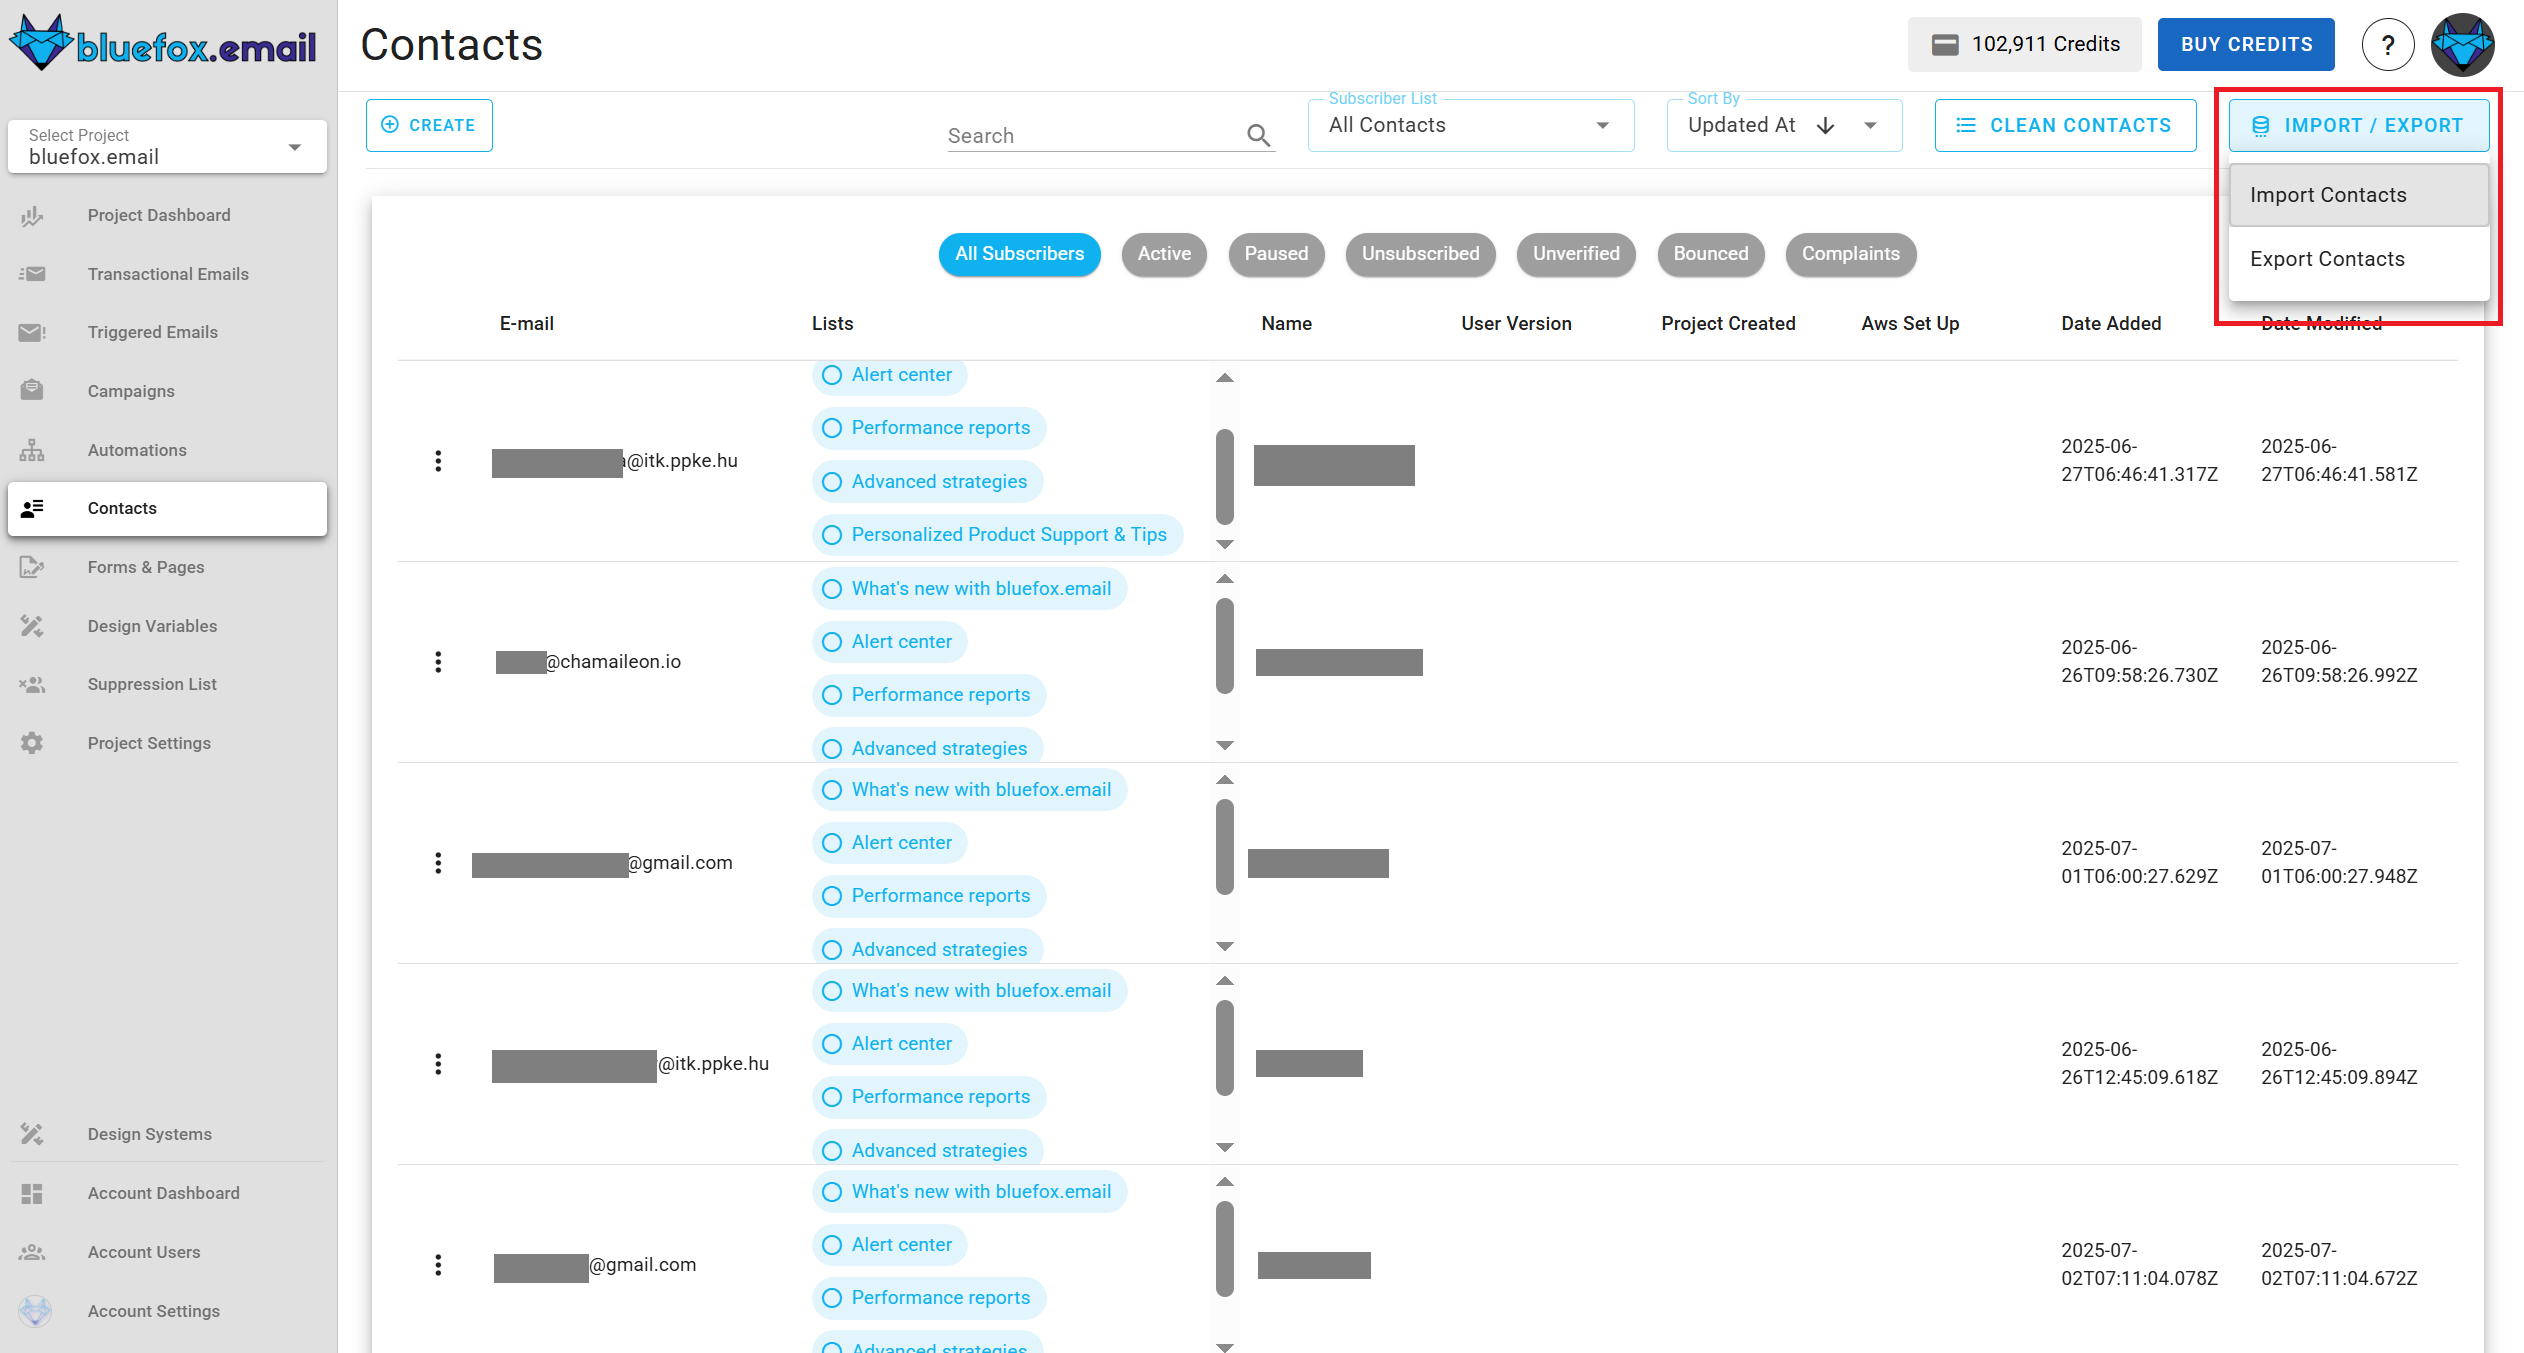 bluefox.email
Contacts
102,911 Credits
BUY CREDITS
?
Select Project
bluefox.email
CREATE
Search
Subscriber List
All Contacts
Sort By
Updated At
CLEAN CONTACTS
IMPORT / EXPORT
Import Contacts
Export Contacts
Project Dashboard
Transactional Emails
Triggered Emails
Campaigns
Automations
Contacts
Forms & Pages
Design Variables
Suppression List
Project Settings
Design Systems
Account Dashboard
Account Users
Account Settings
All Subscribers
Active
Paused
Unsubscribed
Unverified
Bounced
Complaints
E-mail
Lists
Name
User Version
Project Created
Aws Set Up
Date Added
Date Modified
a@itk.ppke.hu
Alert center
Performance reports
Advanced strategies
Personalized Product Support & Tips
2025-06-
27T06:46:41.317Z
2025-06-
27T06:46:41.581Z
@chamaileon.io
What's new with bluefox.email
Alert center
Performance reports
Advanced strategies
2025-06-
26T09:58:26.730Z
2025-06-
26T09:58:26.992Z
@gmail.com
What's new with bluefox.email
Alert center
Performance reports
Advanced strategies
2025-07-
01T06:00:27.629Z
2025-07-
01T06:00:27.948Z
@itk.ppke.hu
What's new with bluefox.email
Alert center
Performance reports
Advanced strategies
2025-06-
26T12:45:09.618Z
2025-06-
26T12:45:09.894Z
@gmail.com
What's new with bluefox.email
Alert center
Performance reports
Advanced strategies
2025-07-
02T07:11:04.078Z
2025-07-
02T07:11:04.672Z